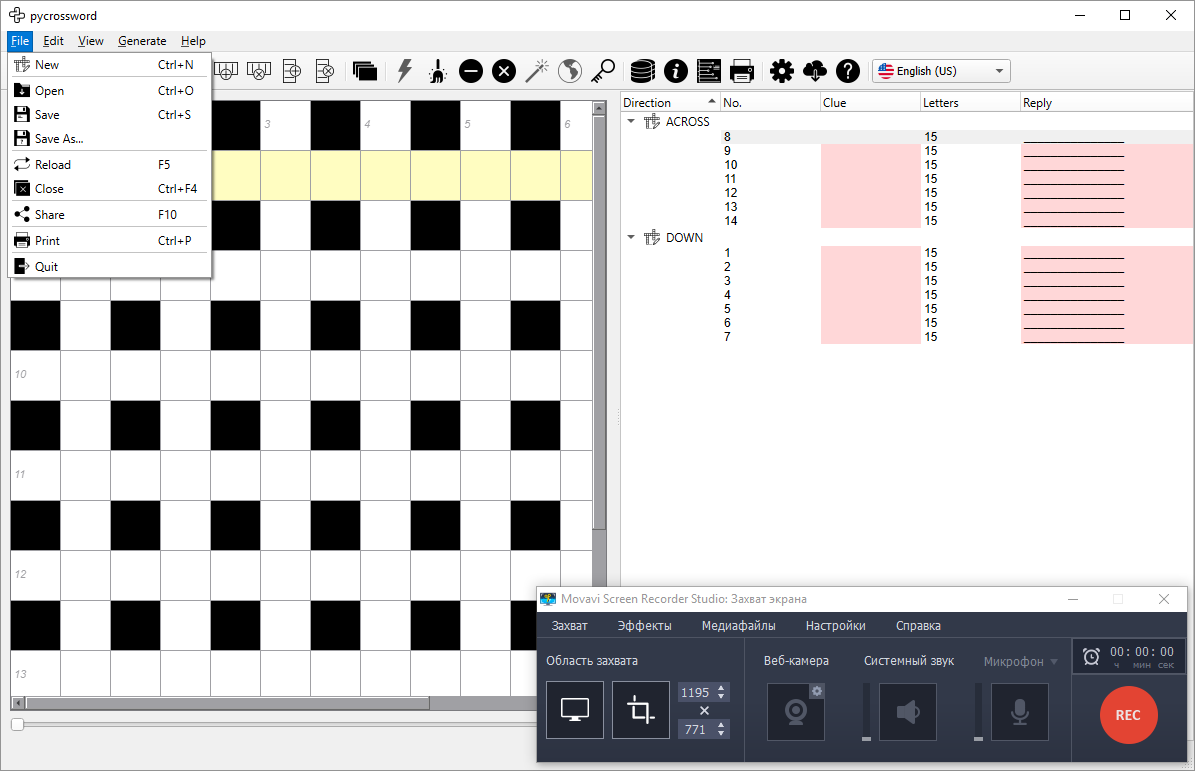 pycrossword
File Edit View Generate Help
New Ctrl+N
Open Ctrl+O
Save Ctrl+S
Save As...
Reload F5
Close Ctrl+F4
Share F10
Print Ctrl+P
Quit
English (US)
3 4 5 6
10
11
12
13
Direction No. Clue Letters Reply
ACROSS
8 15
9 15
10 15
11 15
12 15
13 15
14 15
DOWN
1 15
2 15
3 15
4 15
5 15
6 15
7 15
Movavi Screen Recorder Studio: Захват экрана
Захват Эффекты Медиафайлы Настройки Справка
Область захвата
1195
×
771
Веб-камера
Системный звук
Микрофон
00:00:00
ч мин сек
REC